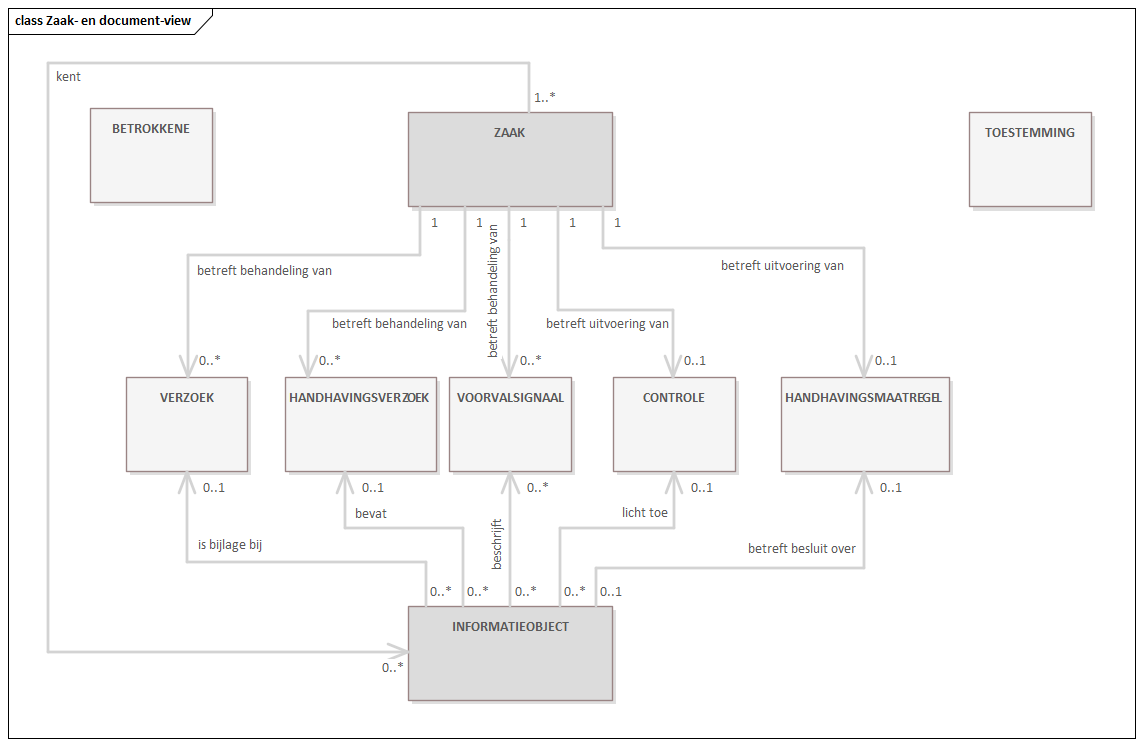 class Zaak- en document-view
kent
1..*
BETROKKENE
ZAAK
TOESTEMMING
1
1
1
1
1
betreft behandeling van
betreft behandeling van
betreft behandeling van
betreft uitvoering van
betreft uitvoering van
0..*
0..*
0..*
0..1
0..1
VERZOEK
HANDHAVINGSVERZOEK
VOORVALSIGNAAL
CONTROLE
HANDHAVINGSMAATREGEL
0..1
0..1
0..*
0..1
0..1
is bijlage bij
bevat
beschrijft
licht toe
betreft besluit over
0..*
0..*
0..*
0..*
0..1
INFORMATIEOBJECT
0..*